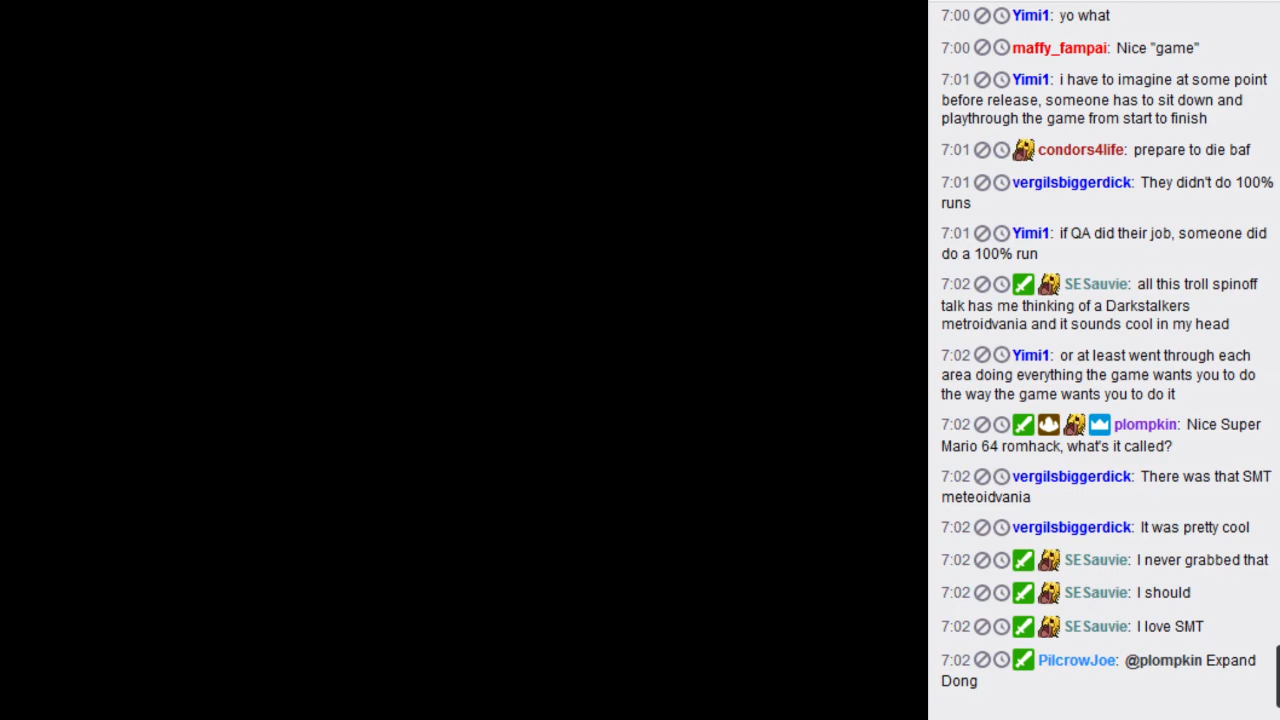 7:00 Yimi1: yo what
7:00 maffy_fampai: Nice "game"
7:01 Yimi1: i have to imagine at some point
before release, someone has to sit down and
playthrough the game from start to finish
7:01 condors4life: prepare to die baf
7:01 vergilsbiggerdick: They didn't do 100%
runs
7:01 Yimi1: if QA did their job, someone did
do a 100% run
7:02 SESauvie: all this troll spinoff
talk has me thinking of a Darkstalkers
metroidvania and it sounds cool in my head
7:02 Yimi1: or at least went through each
area doing everything the game wants you to do
the way the game wants you to do it
7:02 plompkin: Nice Super
Mario 64 romhack, what's it called?
7:02 vergilsbiggerdick: There was that SMT
meteoidvania
7:02 vergilsbiggerdick: It was pretty cool
7:02 SESauvie: I never grabbed that
7:02 SESauvie: I should
7:02 SESauvie: I love SMT
7:02 PilcrowJoe: @plompkin Expand
Dong